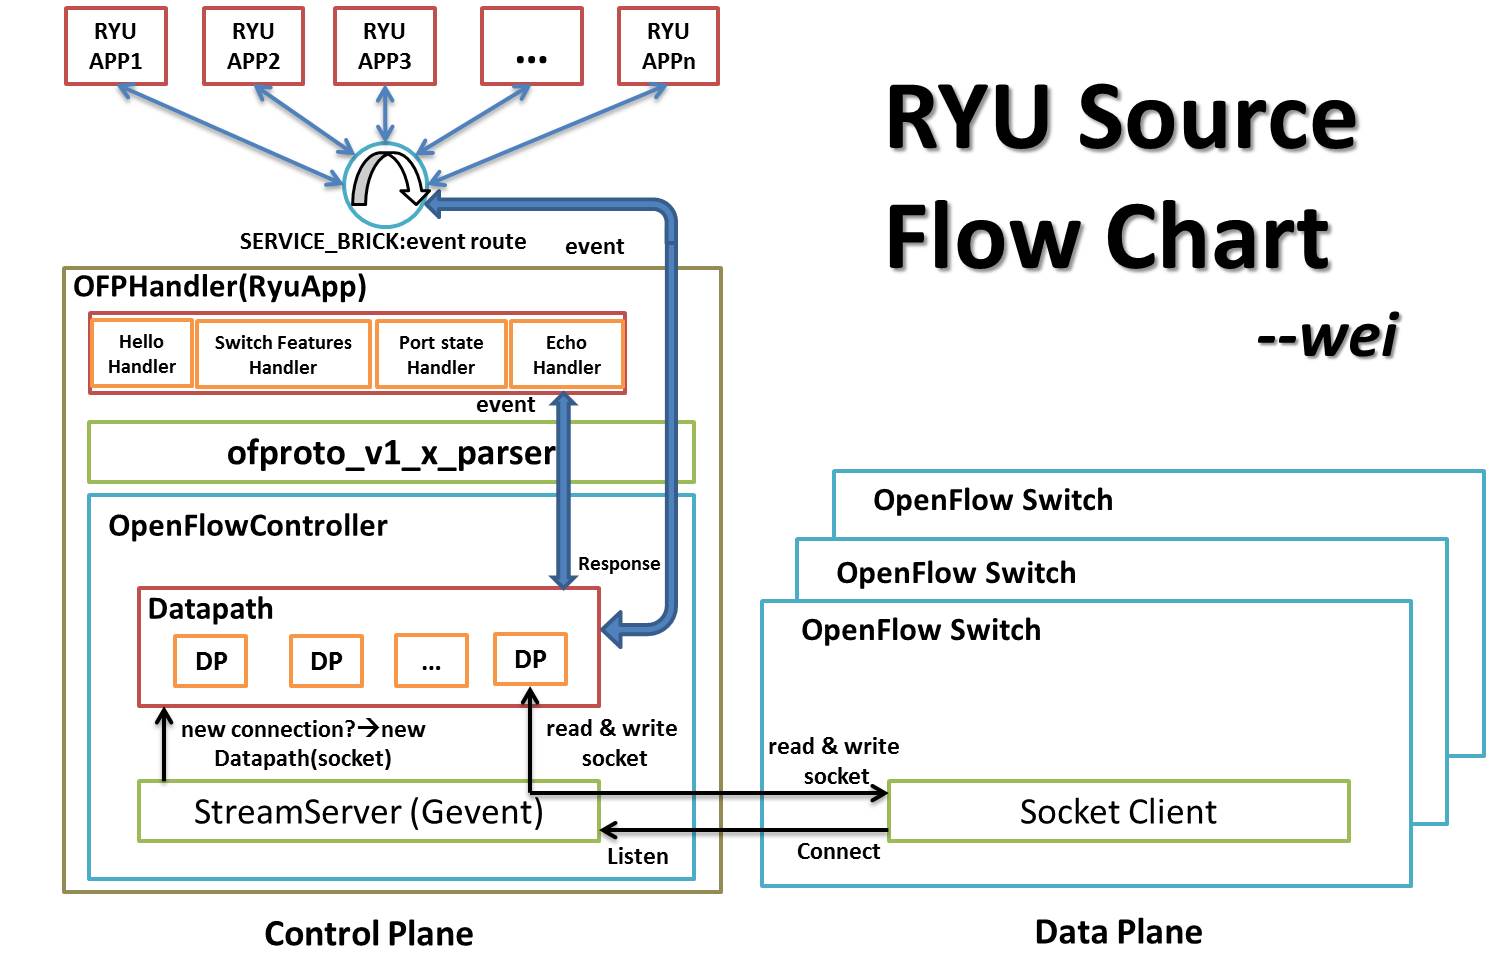 RYU
APP1
RYU
APP2
RYU
APP3
...
RYU
APPn
RYU Source
Flow Chart
--wei
SERVICE_BRICK:event route
event
OFPHandler(RyuApp)
Hello
Handler
Switch Features
Handler
Port state
Handler
Echo
Handler
event
ofproto_v1_x_parser
OpenFlowController
Response
Datapath
DP
DP
...
DP
new connection?→new
Datapath(socket)
read & write
socket
StreamServer (Gevent)
Listen
OpenFlow Switch
OpenFlow Switch
OpenFlow Switch
read & write
socket
Socket Client
Connect
Control Plane
Data Plane